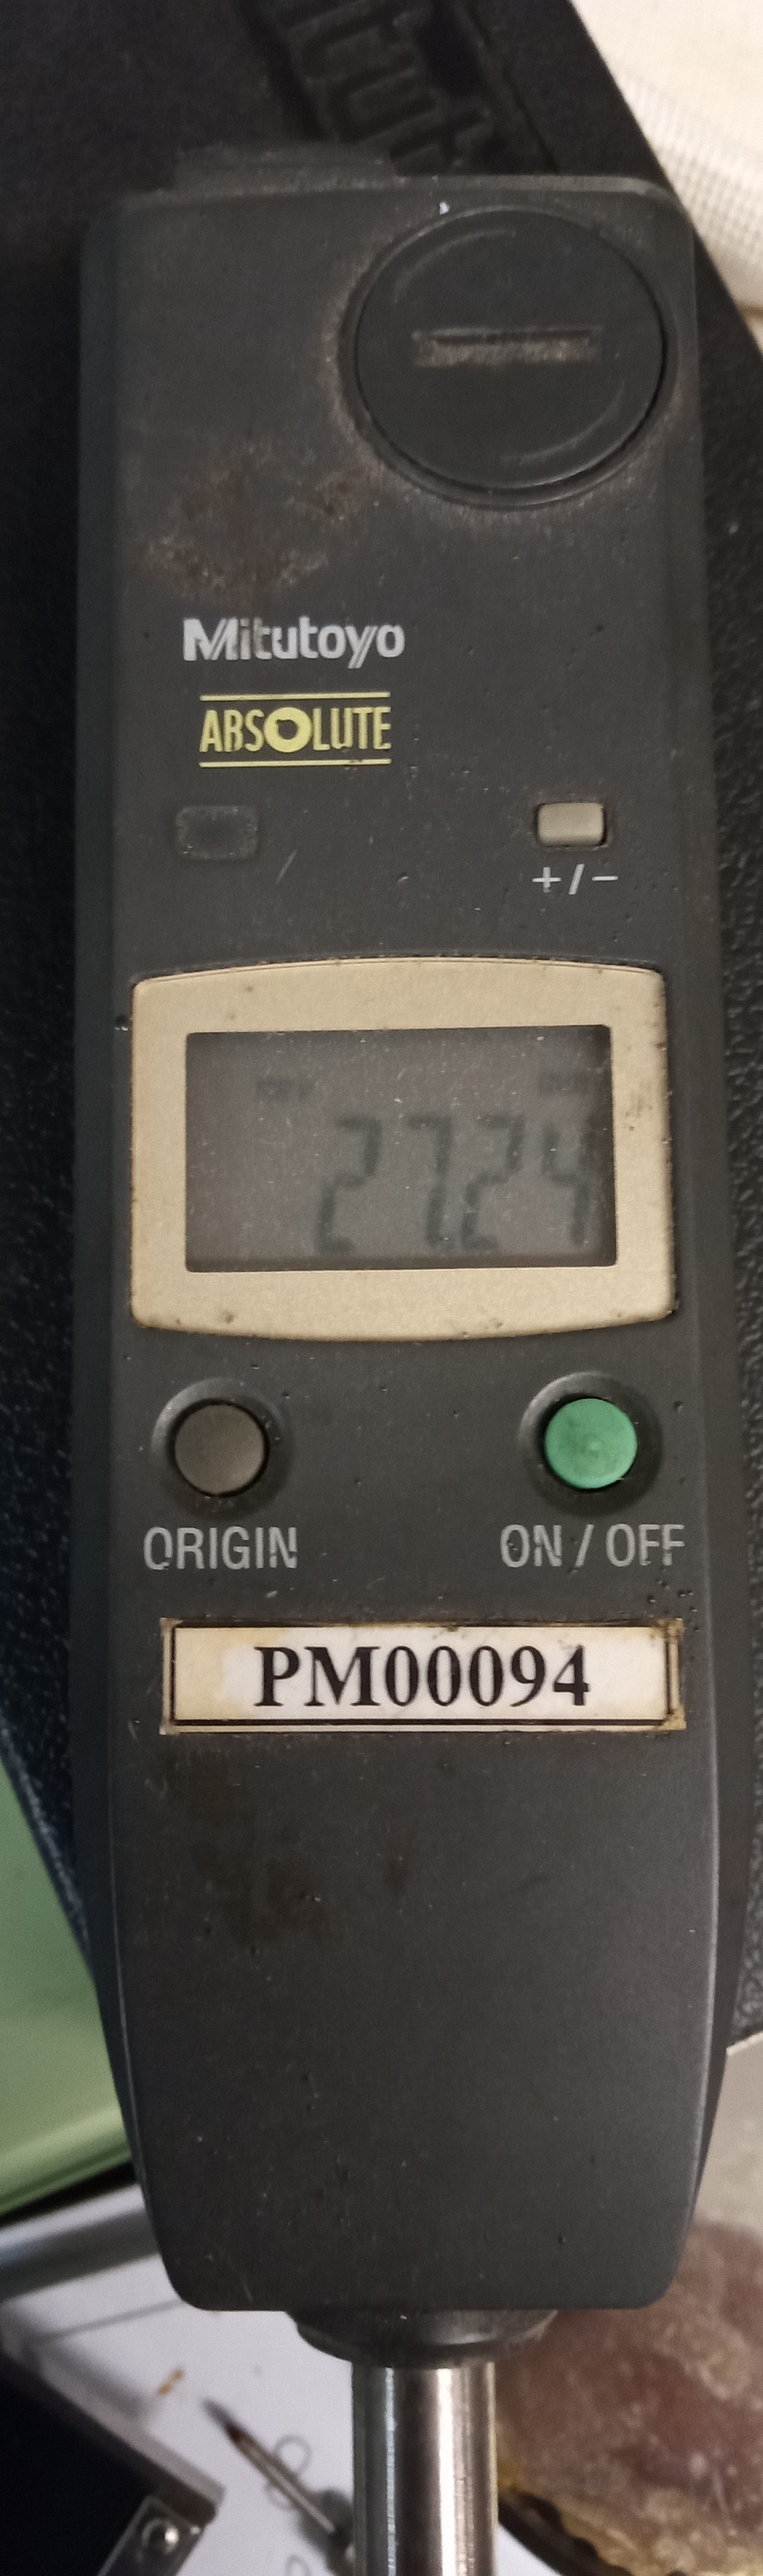 Mitutoyo
ABSOLUTE
+/-
27.24
ORIGIN
ON / OFF
PM00094